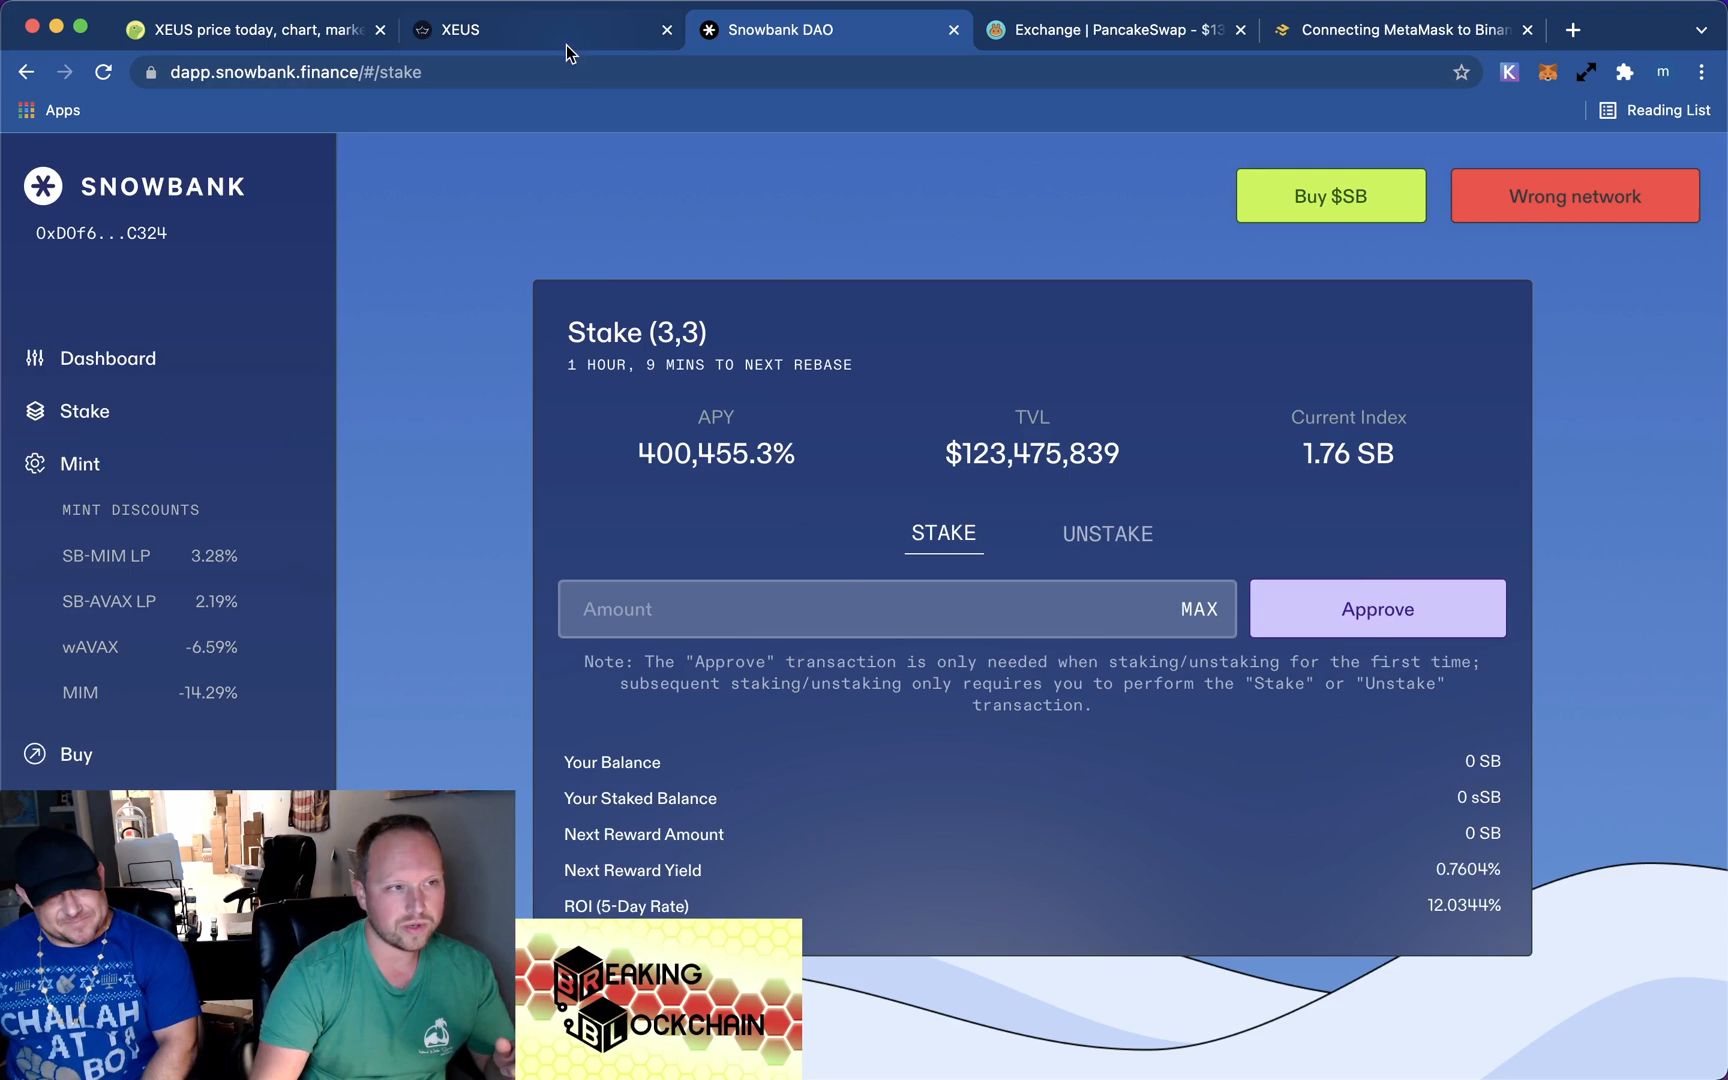 XEUS price today, chart, marke
XEUS
Snowbank DAO
Exchange | PancakeSwap - $13
Connecting MetaMask to Binan
dapp.snowbank.finance/#/stake
K
m
Apps
Reading List
SNOWBANK
0xD0f6...C324
Buy $SB
Wrong network
Dashboard
Stake
Mint
MINT DISCOUNTS
SB-MIM LP 3.28%
SB-AVAX LP 2.19%
wAVAX -6.59%
MIM -14.29%
Buy
Stake (3,3)
1 HOUR, 9 MINS TO NEXT REBASE
APY
400,455.3%
TVL
$123,475,839
Current Index
1.76 SB
STAKE
UNSTAKE
Amount
MAX
Approve
Note: The "Approve" transaction is only needed when staking/unstaking for the first time;
subsequent staking/unstaking only requires you to perform the "Stake" or "Unstake"
transaction.
Your Balance 0 SB
Your Staked Balance 0 sSB
Next Reward Amount 0 SB
Next Reward Yield 0.7604%
ROI (5-Day Rate) 12.0344%
CHALLAH
AT YA
BO
BREAKING
BLOCKCHAIN